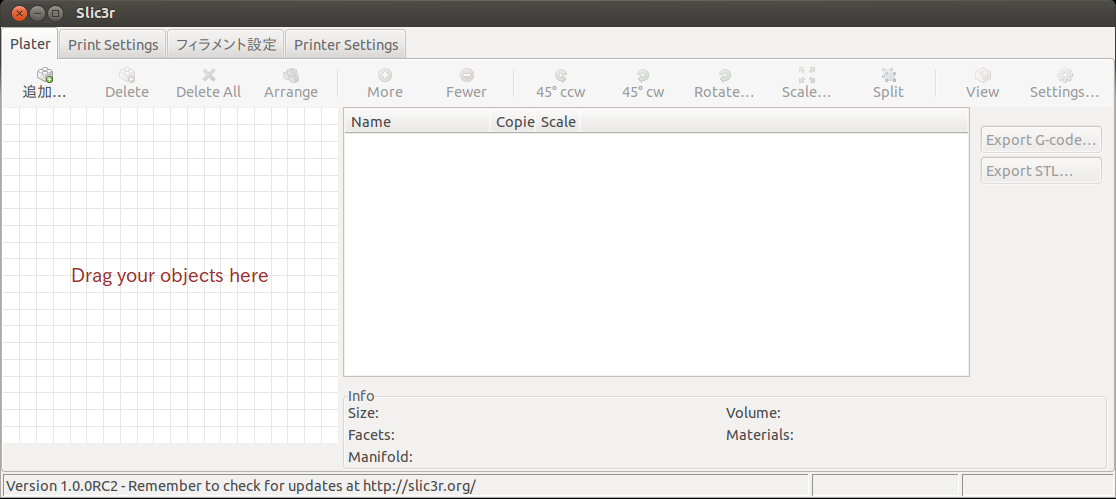 Slic3r
Plater Print Settings フィラメント設定 Printer Settings
追加... Delete Delete All Arrange More Fewer 45° ccw 45° cw Rotate... Scale... Split View Settings...
Name Copie Scale
Export G-code...
Export STL...
Drag your objects here
Info
Size: Volume:
Facets: Materials:
Manifold:
Version 1.0.0RC2 - Remember to check for updates at http://slic3r.org/